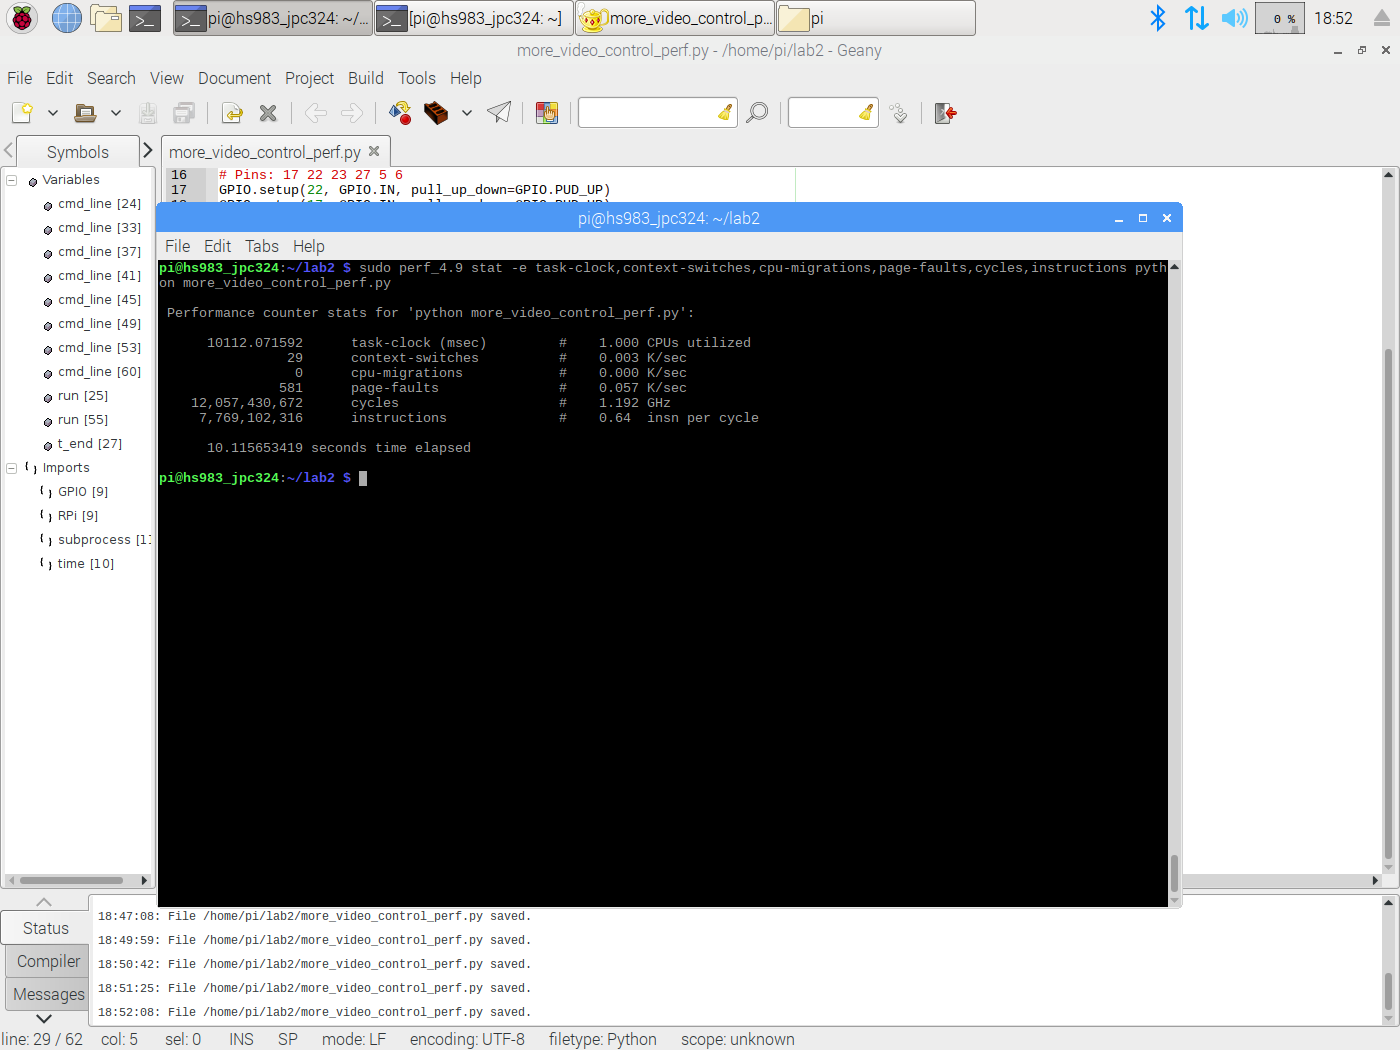 pi@hs983_jpc324: ~/...
[pi@hs983_jpc324: ~]
more_video_control_p...
pi
0 %
18:52
more_video_control_perf.py - /home/pi/lab2 - Geany
File Edit Search View Document Project Build Tools Help
Symbols
more_video_control_perf.py
Variables
cmd_line [24]
cmd_line [33]
cmd_line [37]
cmd_line [41]
cmd_line [45]
cmd_line [49]
cmd_line [53]
cmd_line [60]
run [25]
run [55]
t_end [27]
Imports
GPIO [9]
RPi [9]
subprocess [11
time [10]
16 # Pins: 17 22 23 27 5 6
17 GPIO.setup(22, GPIO.IN, pull_up_down=GPIO.PUD_UP)
pi@hs983_jpc324: ~/lab2
File Edit Tabs Help
pi@hs983_jpc324:~/lab2 $ sudo perf_4.9 stat -e task-clock,context-switches,cpu-migrations,page-faults,cycles,instructions pyth
on more_video_control_perf.py
Performance counter stats for 'python more_video_control_perf.py':
10112.071592 task-clock (msec) # 1.000 CPUs utilized
29 context-switches # 0.003 K/sec
0 cpu-migrations # 0.000 K/sec
581 page-faults # 0.057 K/sec
12,057,430,672 cycles # 1.192 GHz
7,769,102,316 instructions # 0.64 insn per cycle
10.115653419 seconds time elapsed
pi@hs983_jpc324:~/lab2 $
Status
Compiler
Messages
18:47:08: File /home/pi/lab2/more_video_control_perf.py saved.
18:49:59: File /home/pi/lab2/more_video_control_perf.py saved.
18:50:42: File /home/pi/lab2/more_video_control_perf.py saved.
18:51:25: File /home/pi/lab2/more_video_control_perf.py saved.
18:52:08: File /home/pi/lab2/more_video_control_perf.py saved.
line: 29 / 62 col: 5 sel: 0 INS SP mode: LF encoding: UTF-8 filetype: Python scope: unknown